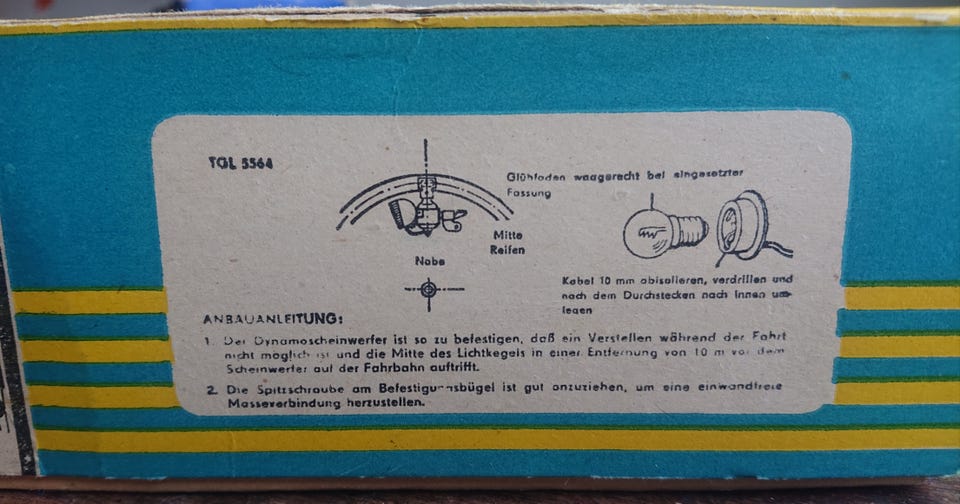 TGL 5564
Glühfaden waagerecht bei eingesetzter
Fassung
Mitte
Reifen
Nabe
Kabel 10 mm abisolieren, verdrillen und
nach dem Durchstecken nach innen um-
legen
ANBAUANLEITUNG:
1. Der Dynamoscheinwerfer ist so zu befestigen, daß ein Verstellen während der Fahrt
nicht möglich ist und die Mitte des Lichtkegels in einer Entfernung von 10 m vor dem
Scheinwerfer auf der Fahrbahn auftrifft.
2. Die Spitzschraube am Befestigungsbügel ist gut anzuziehen, um eine einwandfreie
Masseverbindung herzustellen.